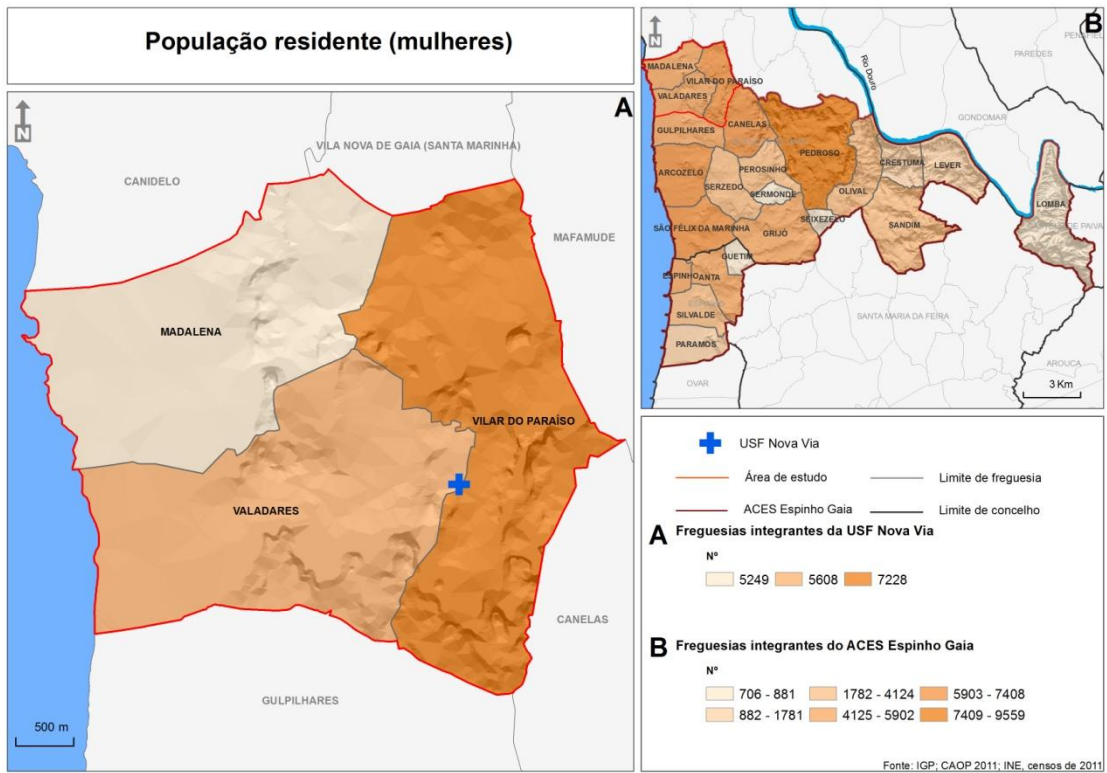 População residente (mulheres)
A
N
VILA NOVA DE GAIA (SANTA MARINHA)
CANIDELO
MAFAMUDE
MADALENA
VILAR DO PARAÍSO
VALADARES
CANELAS
GULPILHARES
500 m
B
N
PENAFIEL
PAREDES
Rio Douro
MADALENA
VILAR DO PARAÍSO
VALADARES
GONDOMAR
GULPILHARES
CANELAS
PEDROSO
CRESTUMA
LEVER
PEROSINHO
ARCOZELO
SERZEDO
SERMONDE
OLIVAL
LOMBA
SEIXEZELO
SÃO FÉLIX DA MARINHA
GRIJÓ
SANDIM
DE PAIVA
GUETIM
ESPINHO
ANTA
SILVALDE
SANTA MARIA DA FEIRA
PARAMOS
AROUCA
OVAR
3 Km
USF Nova Via
Área de estudo
Limite de freguesia
ACES Espinho Gaia
Limite de concelho
A Freguesias integrantes da USF Nova Via
Nº
5249 5608 7228
B Freguesias integrantes do ACES Espinho Gaia
Nº
706 - 881 1782 - 4124 5903 - 7408
882 - 1781 4125 - 5902 7409 - 9559
Fonte: IGP; CAOP 2011; INE, censos de 2011